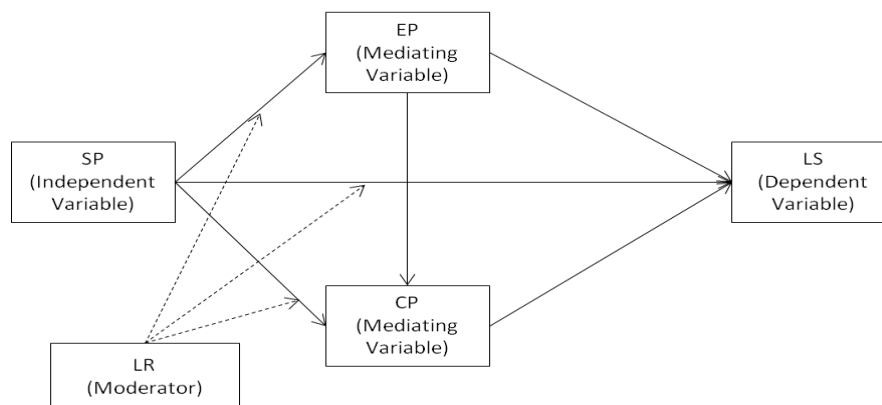 EP
(Mediating
Variable)
SP
(Independent
Variable)
LS
(Dependent
Variable)
CP
(Mediating
Variable)
LR
(Moderator)